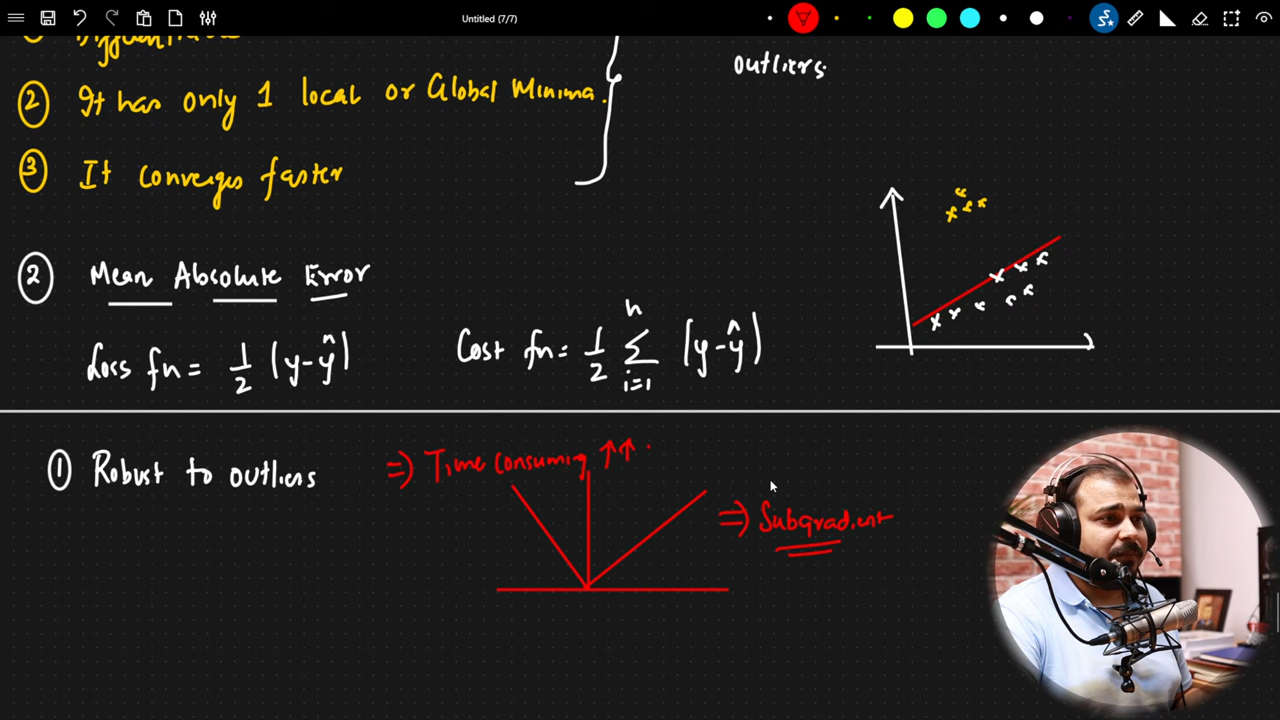 Untitled (7/7)
outliers.
② It has only 1 local or Global Minima.
③ It converges faster
② Mean Absolute Error
Loss fn = 1/2 |y-ŷ|
Cost fn = 1/2 n∑i=1 |y-ŷ|
① Robust to outliers ⇒ Time Consuming ↑↑
⇒ Subgradient